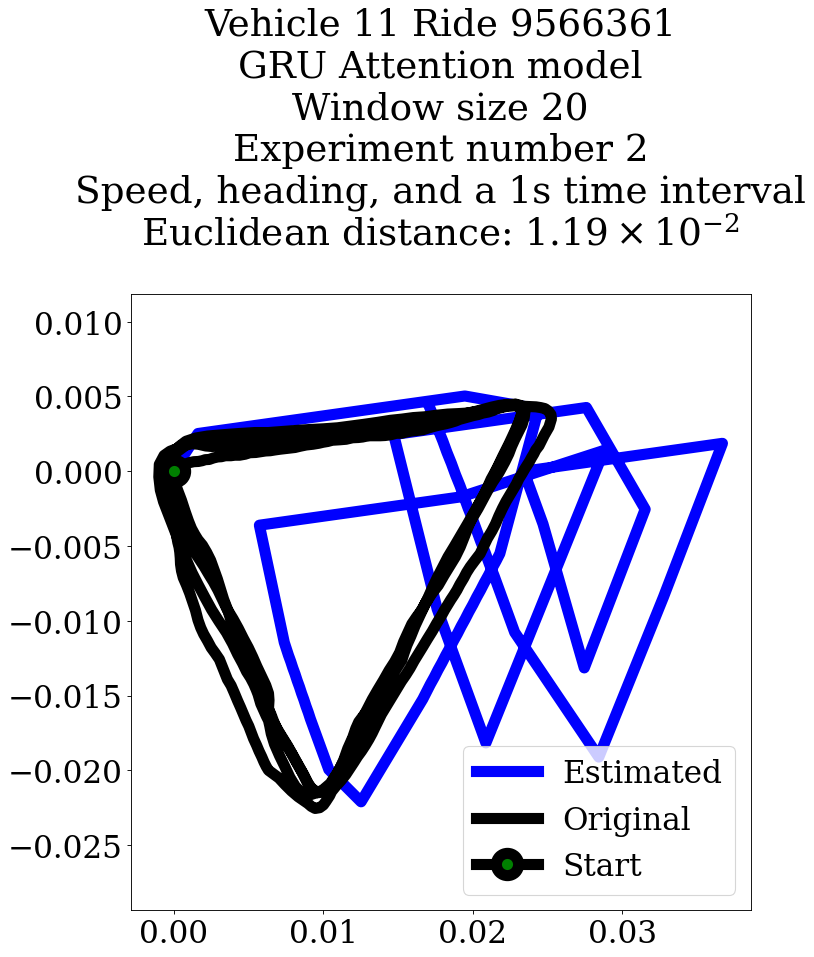 Vehicle 11 Ride 9566361
GRU Attention model
Window size 20
Experiment number 2
Speed, heading, and a 1s time interval
Euclidean distance: 1.19 × 10⁻²
0.010
0.005
0.000
−0.005
−0.010
−0.015
−0.020
−0.025
Estimated
Original
Start
0.00 0.01 0.02 0.03